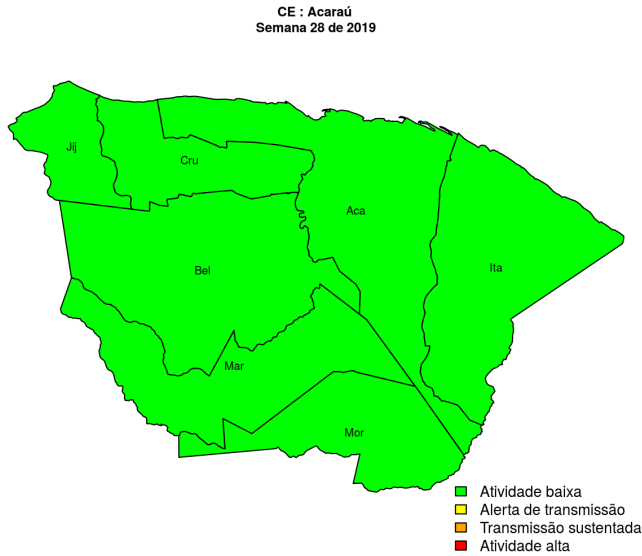 CE : Acaraú
Semana 28 de 2019
Jij
Cru
Aca
Bel
Ita
Mar
Mor
Atividade baixa
Alerta de transmissão
Transmissão sustentada
Atividade alta